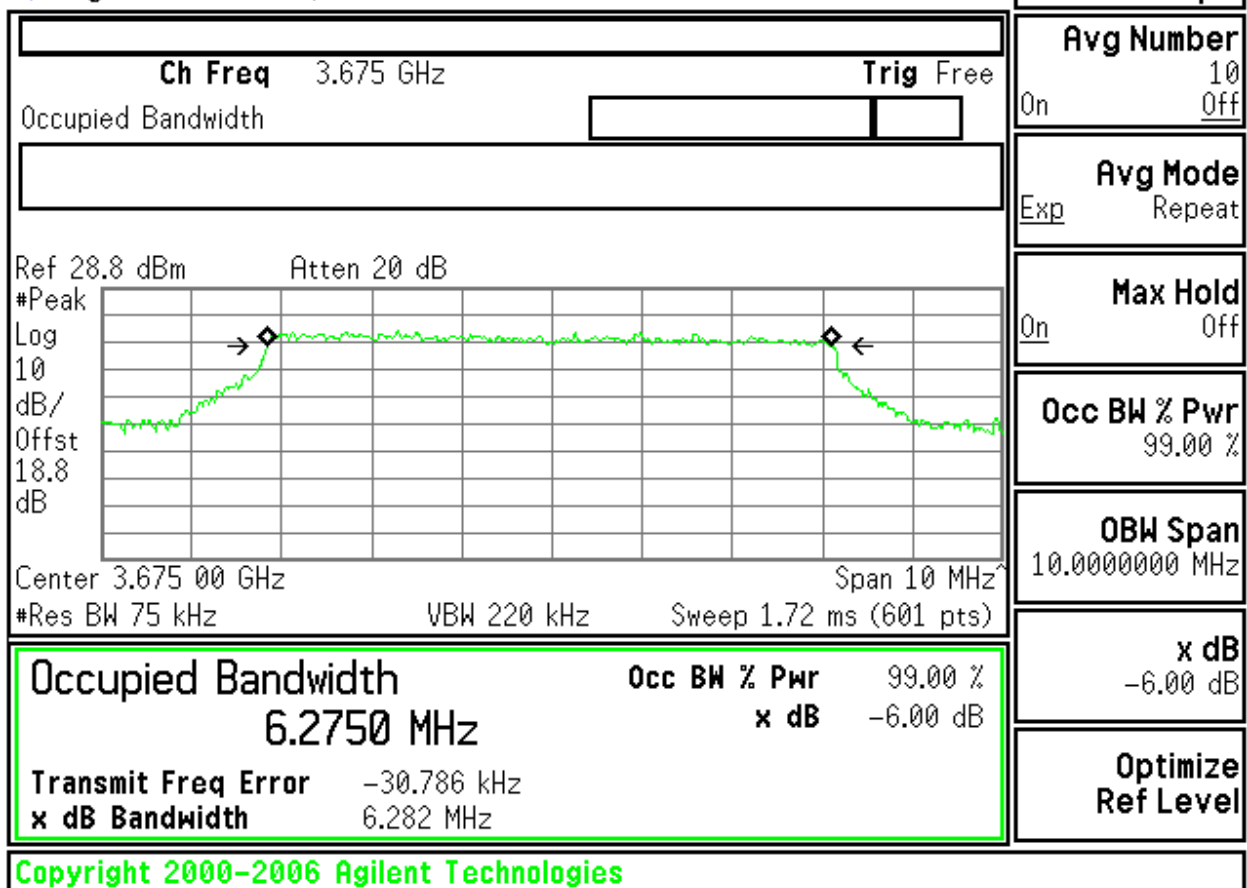 Ch Freq 3.675 GHz Trig Free
Occupied Bandwidth
Ref 28.8 dBm Atten 20 dB
#Peak
Log
10
dB/
Offst
18.8
dB
Center 3.675 00 GHz Span 10 MHz^
#Res BW 75 kHz VBW 220 kHz Sweep 1.72 ms (601 pts)
Occupied Bandwidth Occ BW % Pwr 99.00 %
6.2750 MHz x dB -6.00 dB
Transmit Freq Error -30.786 kHz
x dB Bandwidth 6.282 MHz
Avg Number
10
On Off
Avg Mode
Exp Repeat
Max Hold
On Off
Occ BW % Pwr
99.00 %
OBW Span
10.0000000 MHz
x dB
-6.00 dB
Optimize
Ref Level
Copyright 2000-2006 Agilent Technologies